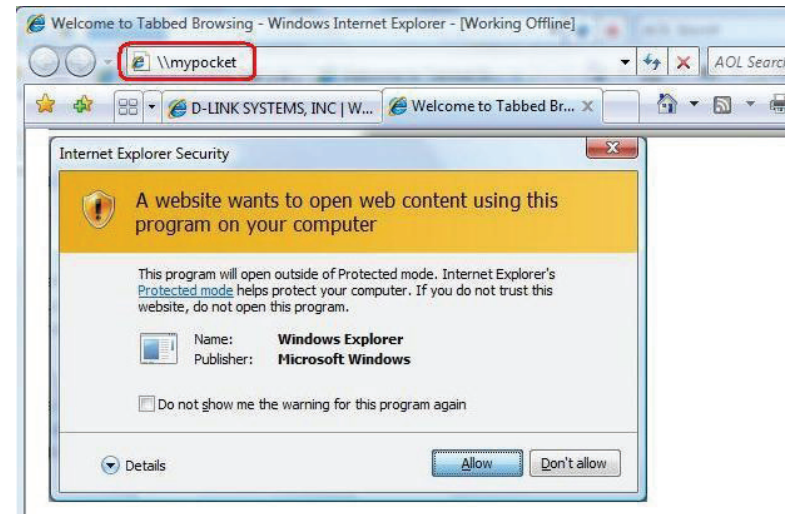 Welcome to Tabbed Browsing - Windows Internet Explorer - [Working Offline]
\\mypocket
AOL Search
D-LINK SYSTEMS, INC | W... Welcome to Tabbed Br...
Internet Explorer Security
A website wants to open web content using this
program on your computer
This program will open outside of Protected mode. Internet Explorer's
Protected mode helps protect your computer. If you do not trust this
website, do not open this program.
Name: Windows Explorer
Publisher: Microsoft Windows
Do not show me the warning for this program again
Details Allow Don't allow